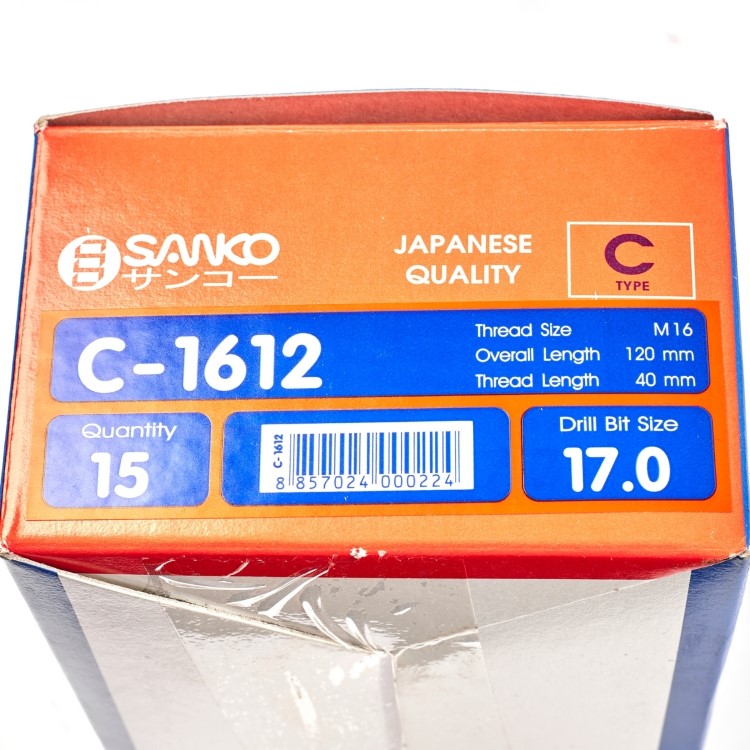 SANKO
サンコー
JAPANESE
QUALITY
C
TYPE
C-1612
Thread Size M16
Overall Length 120 mm
Thread Length 40 mm
Quantity
15
C-1612
8 857024 000224
Drill Bit Size
17.0